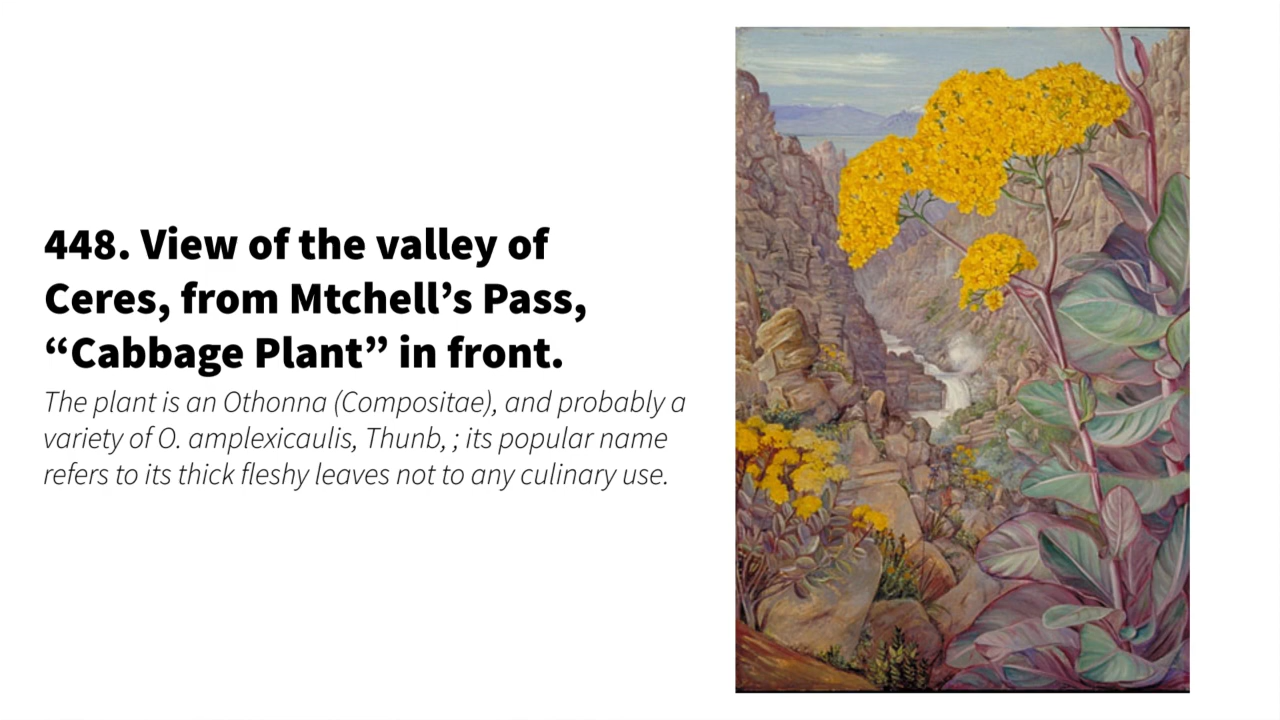 448. View of the valley of
Ceres, from Mtchell’s Pass,
“Cabbage Plant” in front.
The plant is an Othonna (Compositae), and probably a
variety of O. amplexicaulis, Thunb, ; its popular name
refers to its thick fleshy leaves not to any culinary use.